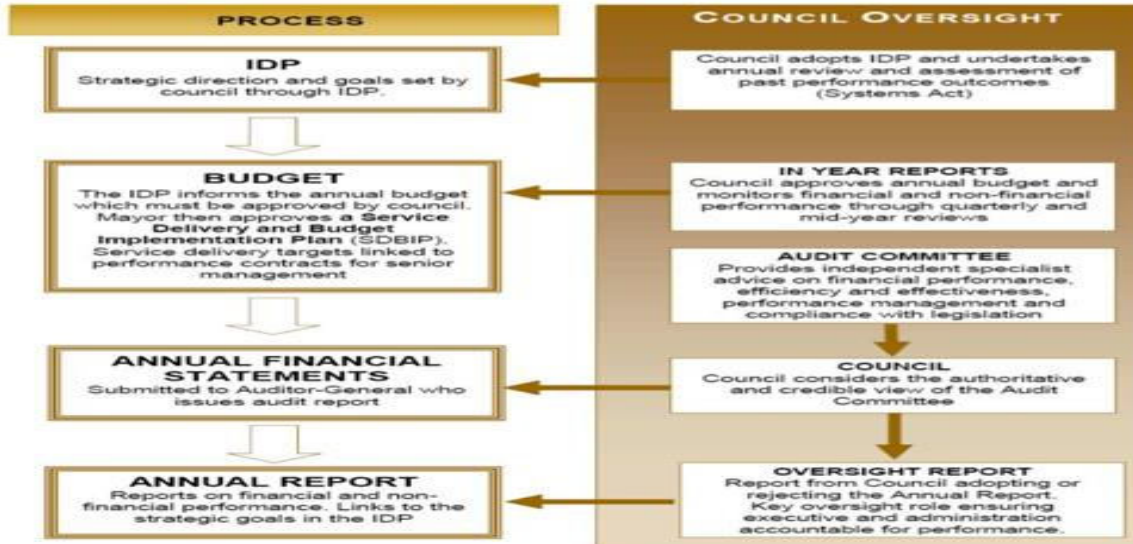 PROCESS
IDP
Strategic direction and goals set by
council through IDP.
BUDGET
The IDP informs the annual budget
which must be approved by council.
Mayor then approves a Service
Delivery and Budget
Implementation Plan (SDBIP).
Service delivery targets linked to
performance contracts for senior
management
ANNUAL FINANCIAL
STATEMENTS
Submitted to Auditor-General who
issues audit report
ANNUAL REPORT
Reports on financial and non-
financial performance. Links to the
strategic goals in the IDP
COUNCIL OVERSIGHT
Council adopts IDP and undertakes
annual review and assessment of
past performance outcomes
(Systems Act)
IN YEAR REPORTS
Council approves annual budget and
monitors financial and non-financial
performance through quarterly and
mid-year reviews
AUDIT COMMITTEE
Provides independent specialist
advice on financial performance,
efficiency and effectiveness,
performance management and
compliance with legislation
COUNCIL
Council considers the authoritative
and credible view of the Audit
Committee
OVERSIGHT REPORT
Report from Council adopting or
rejecting the Annual Report.
Key oversight role ensuring
executive and administration
accountable for performance.